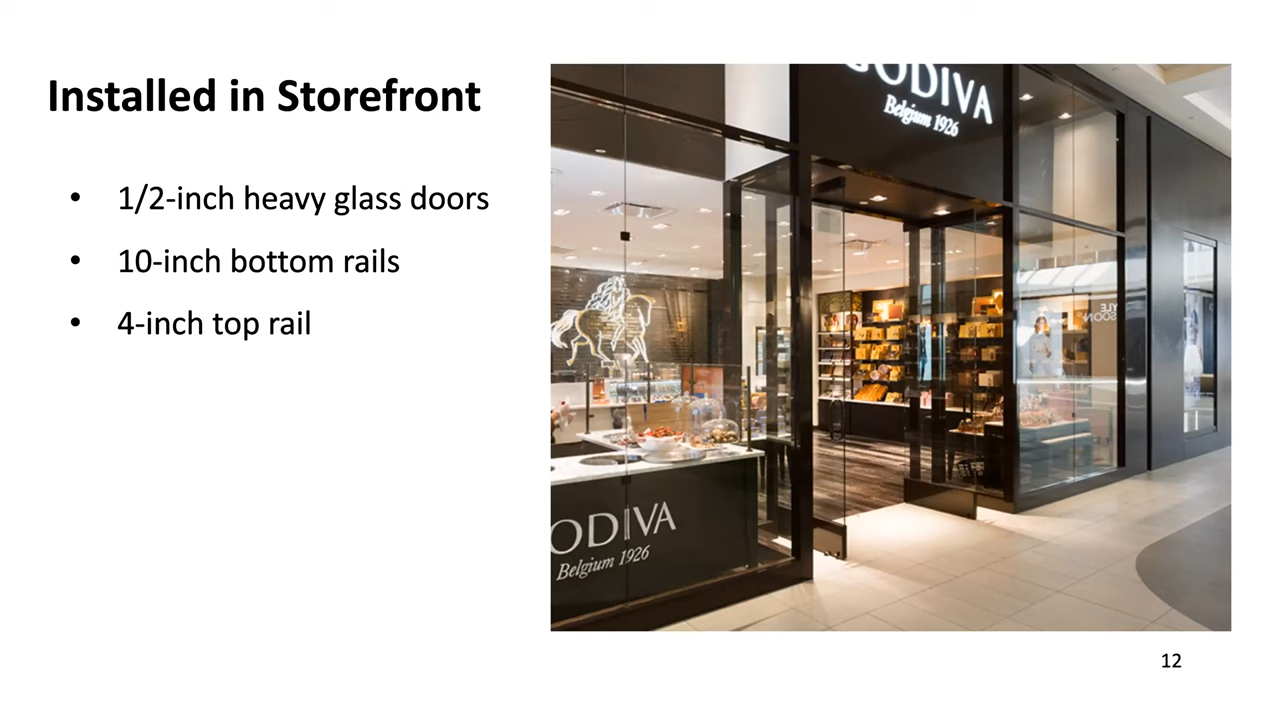 Installed in Storefront
• 1/2-inch heavy glass doors
• 10-inch bottom rails
• 4-inch top rail
GODIVA
Belgium 1926
ODIVA
Belgium 1926
12